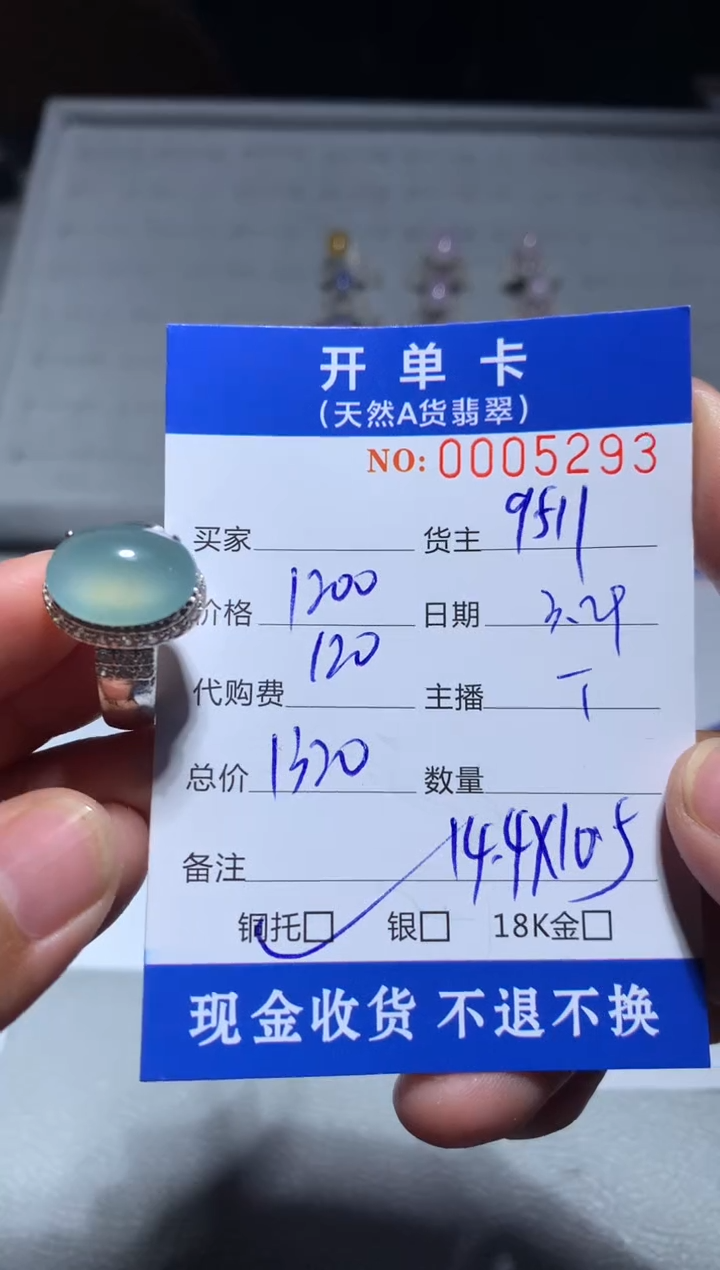 开单卡
(天然A货翡翠)
NO: 0005293
买家 货主 9511
价格 1200 日期 3.29
代购费 120 主播 T
总价 1320 数量
备注 14.4X10.5
铜托□ 银□ 18K金□
现金收货 不退不换